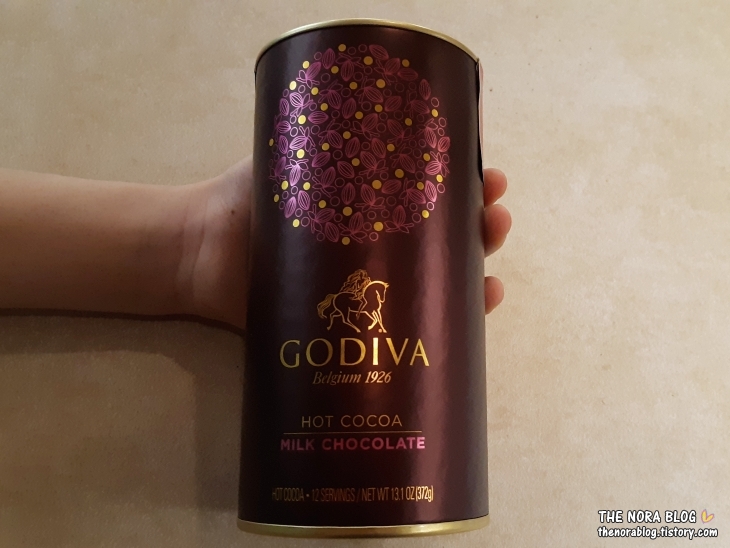 GODIVA
Belgium 1926
HOT COCOA
MILK CHOCOLATE
HOT COCOA • 12 SERVINGS / NET WT 13.1 OZ (372g)
THE NORA BLOG
thenorablog.tistory.com